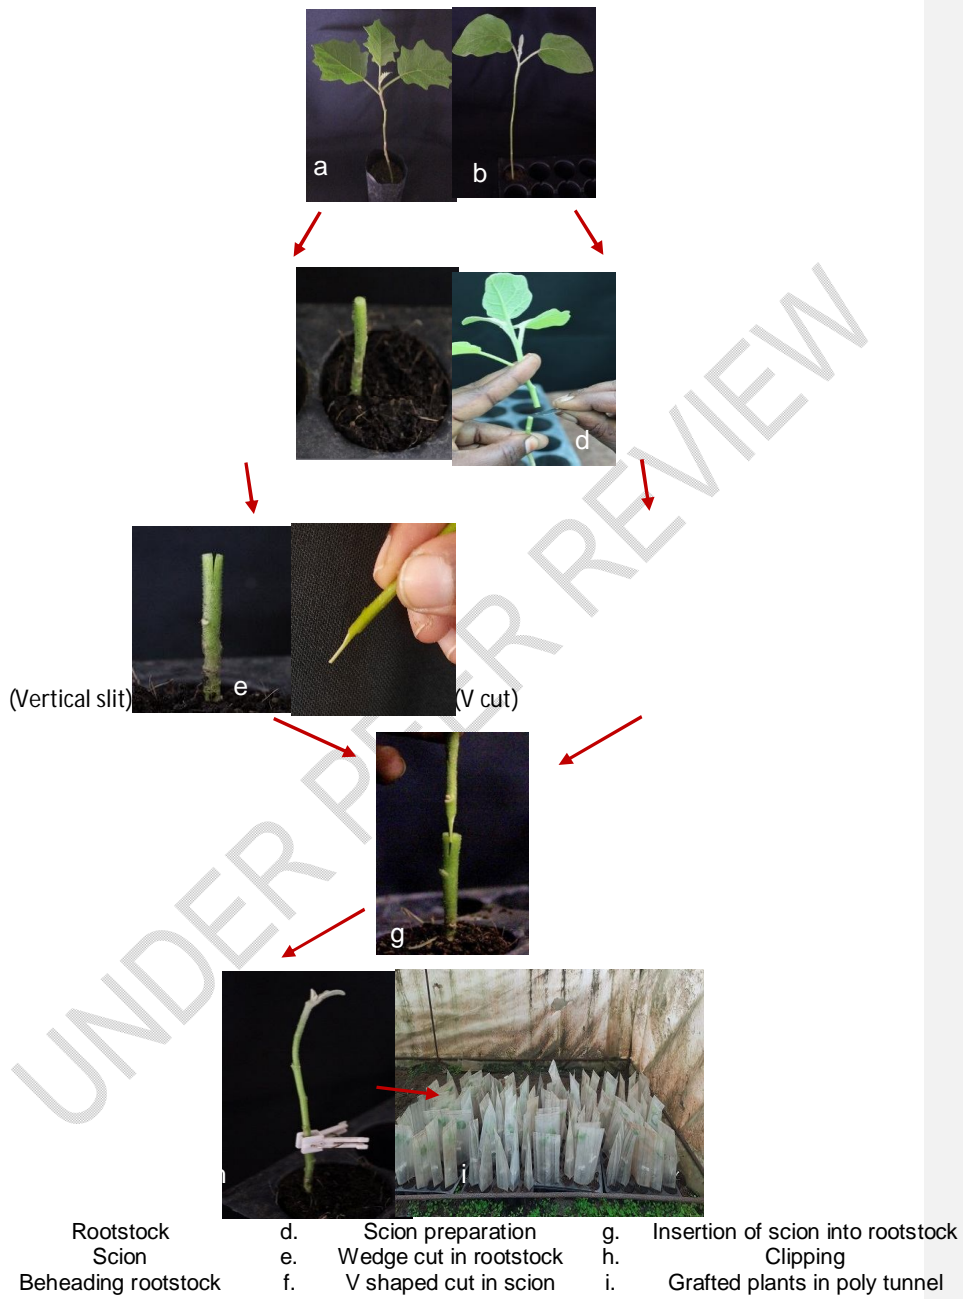 a
b
d
(Vertical slit)
e
(V cut)
g
i
Rootstock d. Scion preparation g. Insertion of scion into rootstock
Scion e. Wedge cut in rootstock h. Clipping
Beheading rootstock f. V shaped cut in scion i. Grafted plants in poly tunnel
UNDER PEER REVIEW